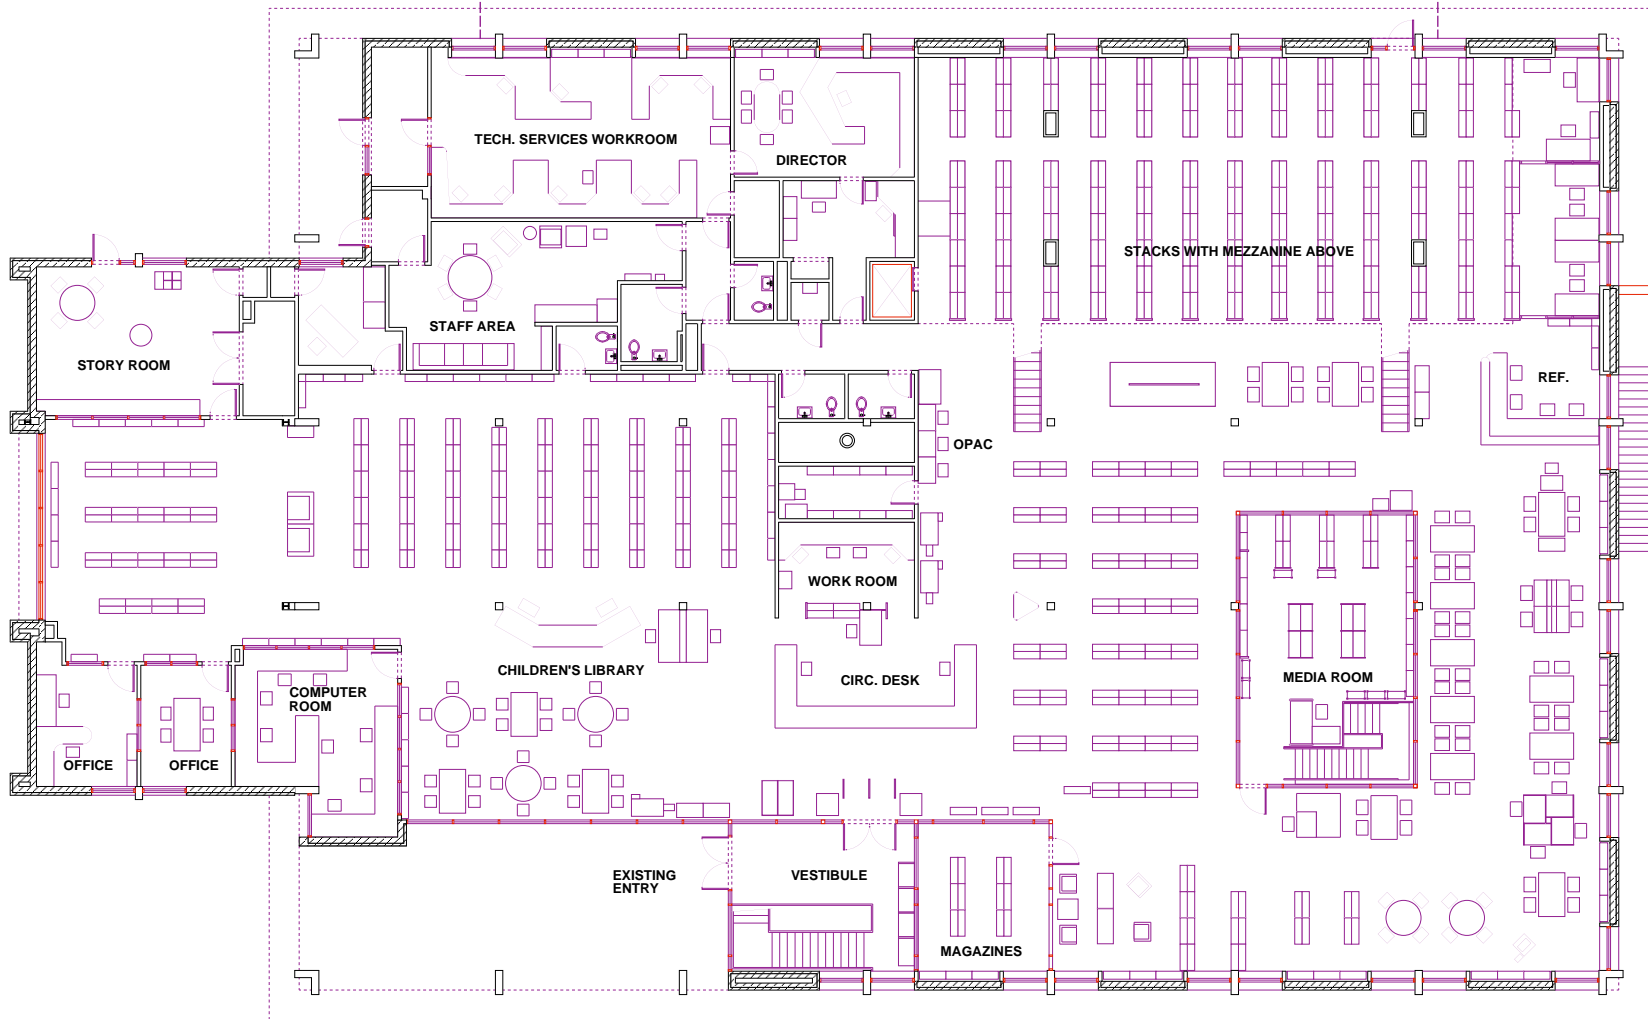 TECH. SERVICES WORKROOM
DIRECTOR
STACKS WITH MEZZANINE ABOVE
STAFF AREA
STORY ROOM
REF.
OPAC
WORK ROOM
CHILDREN'S LIBRARY
CIRC. DESK
MEDIA ROOM
COMPUTER
ROOM
OFFICE
OFFICE
EXISTING
ENTRY
VESTIBULE
MAGAZINES